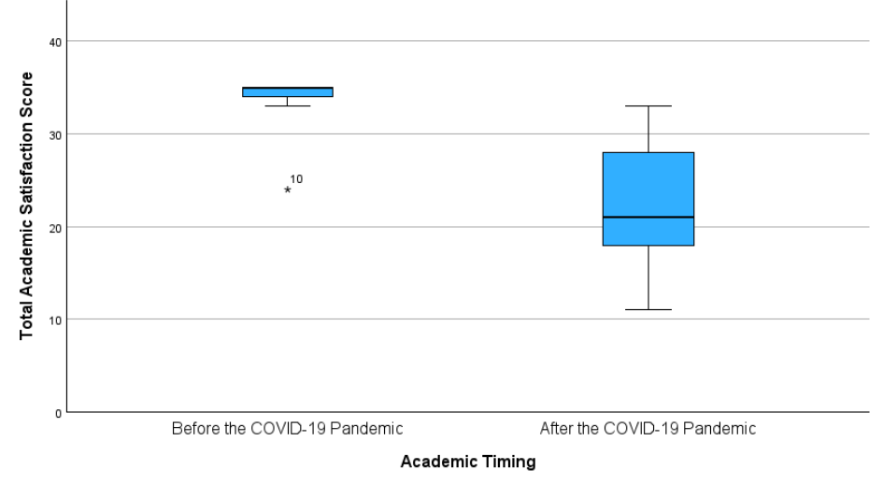 Total Academic Satisfaction Score
40
30
20
10
0
10
*
Before the COVID-19 Pandemic
After the COVID-19 Pandemic
Academic Timing